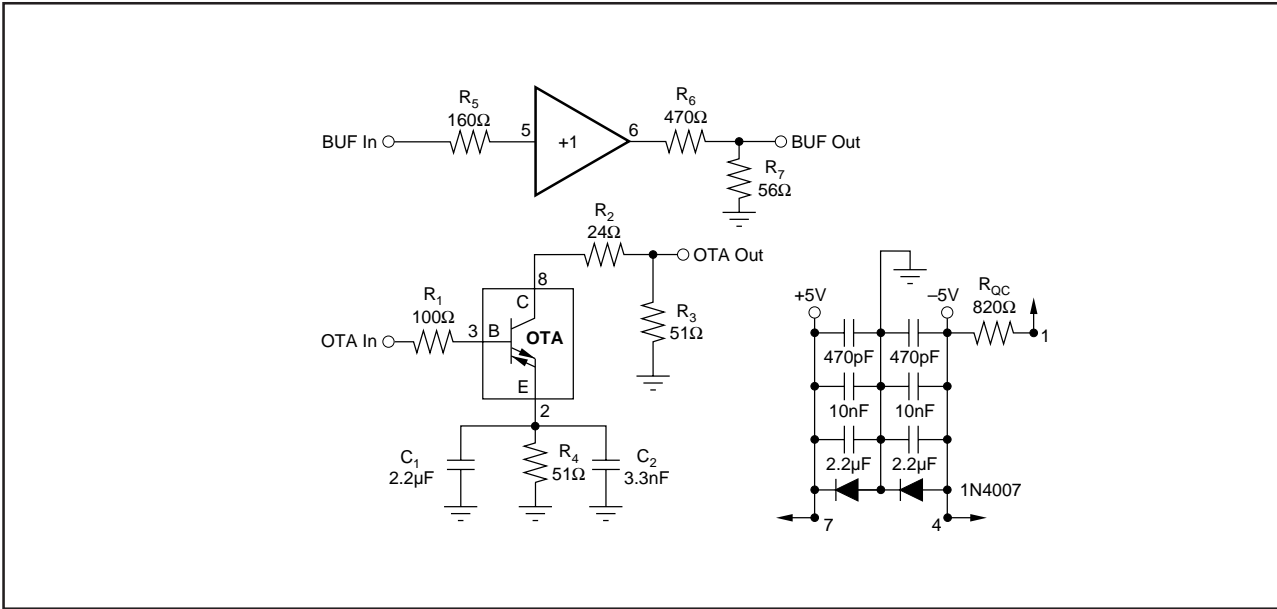 R5
160Ω
BUF In
5
+1
6
R6
470Ω
BUF Out
R7
56Ω
R2
24Ω
OTA Out
8
C
R1
100Ω
3
B
OTA
OTA In
R3
51Ω
E
2
C1
2.2µF
R4
51Ω
C2
3.3nF
+5V
–5V
RQC
820Ω
1
470pF
470pF
10nF
10nF
2.2µF
2.2µF
1N4007
7
4